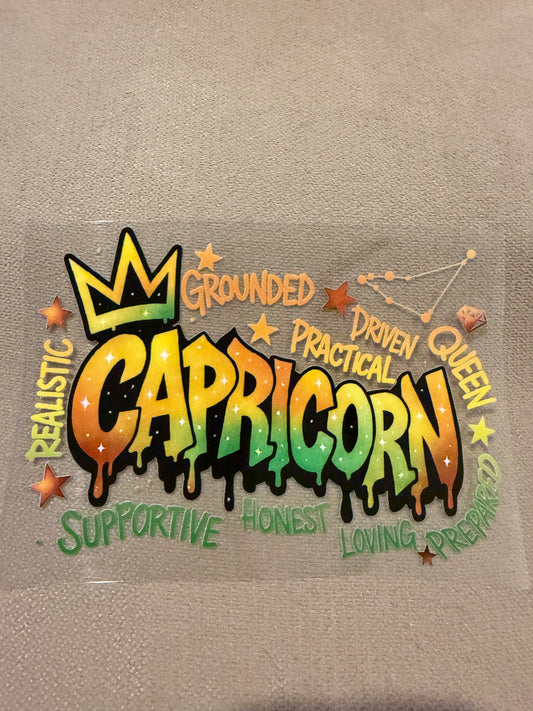 GROUNDED
DRIVEN
PRACTICAL
QUEEN
REALISTIC
CAPRICORN
SUPPORTIVE
HONEST
LOVING
PREPARED